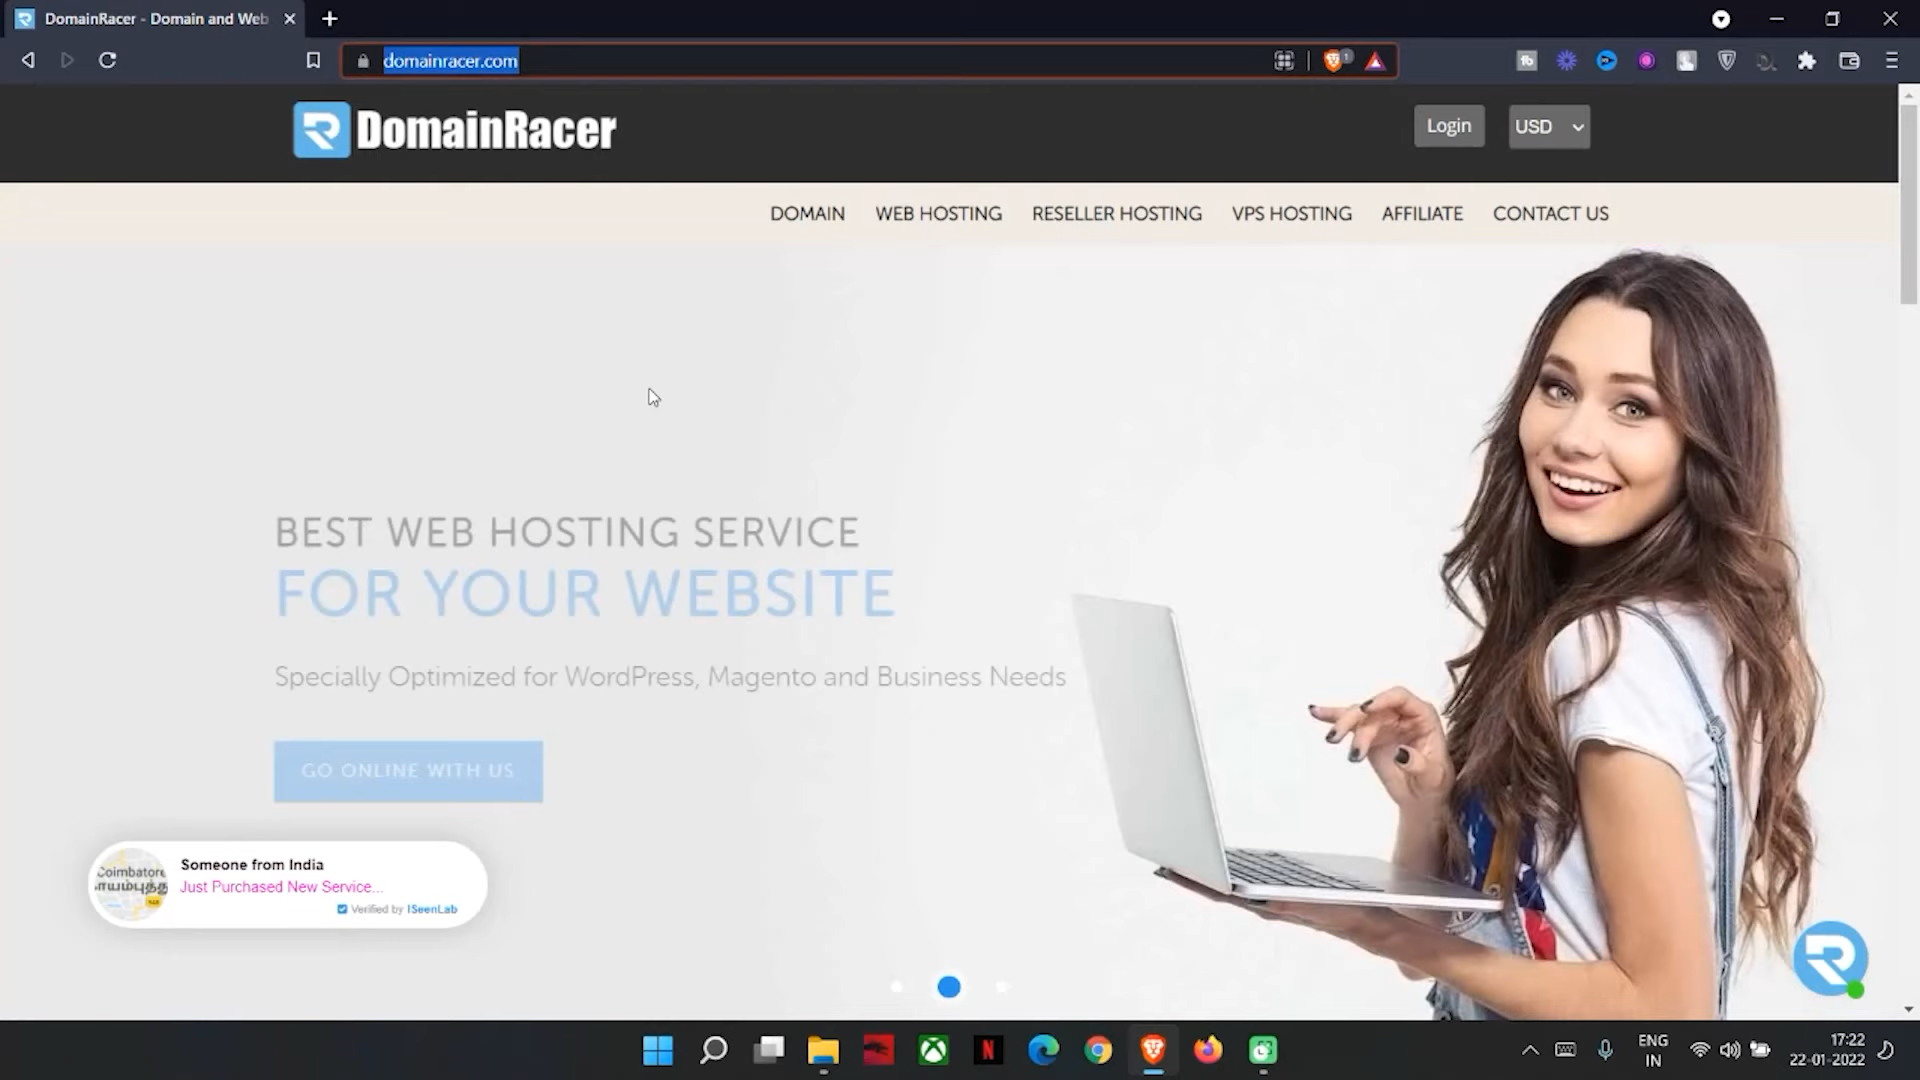 DomainRacer - Domain and Web
domainracer.com
1
DomainRacer
Login
USD
DOMAIN
WEB HOSTING
RESELLER HOSTING
VPS HOSTING
AFFILIATE
CONTACT US
BEST WEB HOSTING SERVICE
FOR YOUR WEBSITE
Specially Optimized for WordPress, Magento and Business Needs
GO ONLINE WITH US
Coimbatore
Someone from India
Just Purchased New Service...
Verified by ISeenLab
N
ENG
IN
17:22
22-01-2022